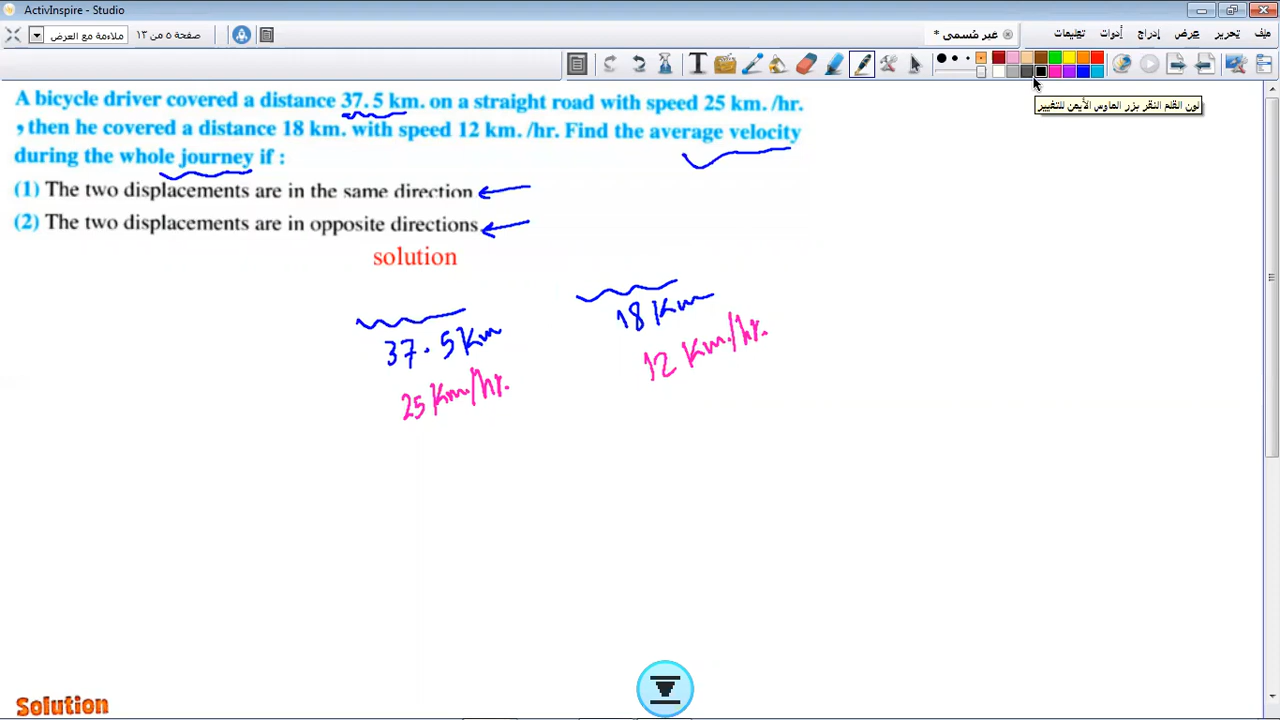 ActivInspire - Studio
ملاءمة مع العرض
صفحة ٥ من ١٣
غير مُسمى *
ملف تحرير عرض إدراج أدوات تعليمات
لون القلم النقر بزر الماوس الأيمن للتغيير
A bicycle driver covered a distance 37. 5 km. on a straight road with speed 25 km. /hr.
, then he covered a distance 18 km. with speed 12 km. /hr. Find the average velocity
during the whole journey if :
(1) The two displacements are in the same direction
(2) The two displacements are in opposite directions
solution
37.5 Km 18 Km
25 Km/hr. 12 Km./hr.
Solution